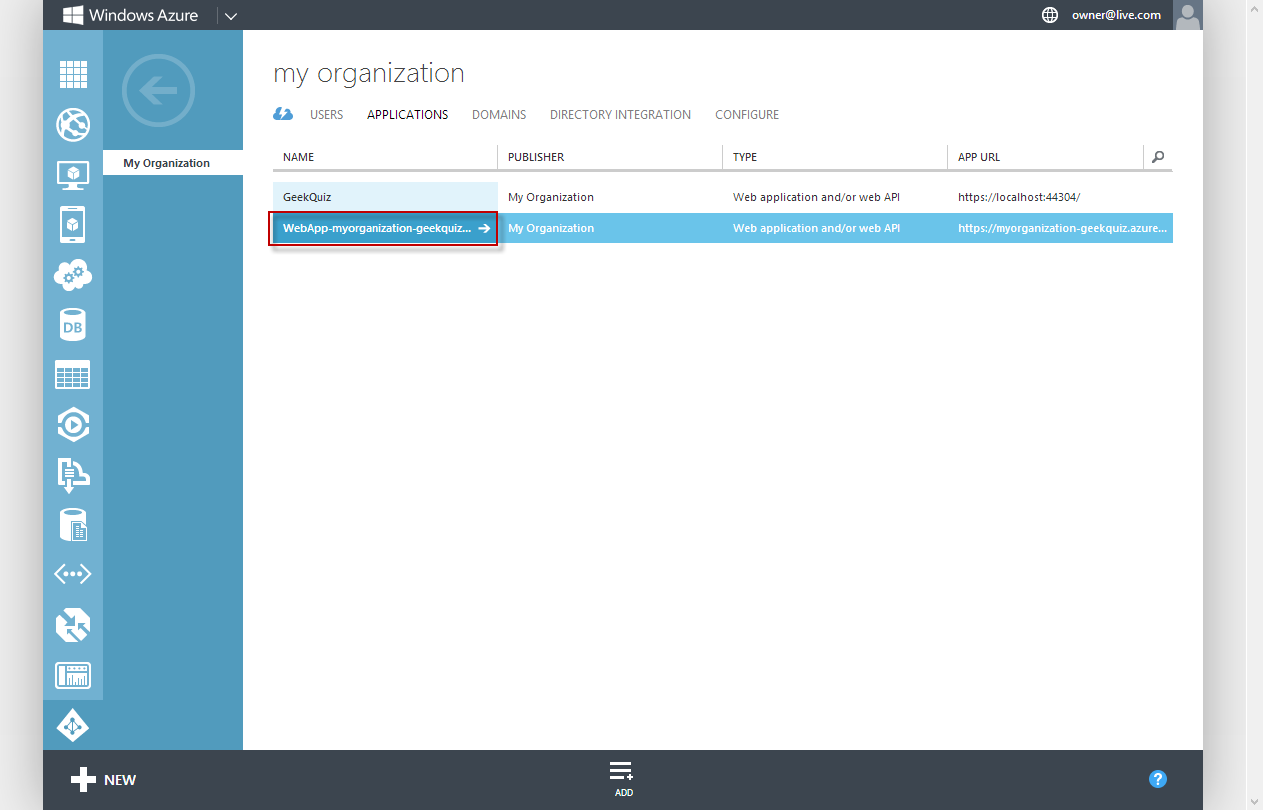 Windows Azure
owner@live.com
my organization
USERS APPLICATIONS DOMAINS DIRECTORY INTEGRATION CONFIGURE
My Organization
NAME PUBLISHER TYPE APP URL
GeekQuiz My Organization Web application and/or web API https://localhost:44304/
WebApp-myorganization-geekquiz... My Organization Web application and/or web API https://myorganization-geekquiz.azure...
DB
NEW
ADD
?